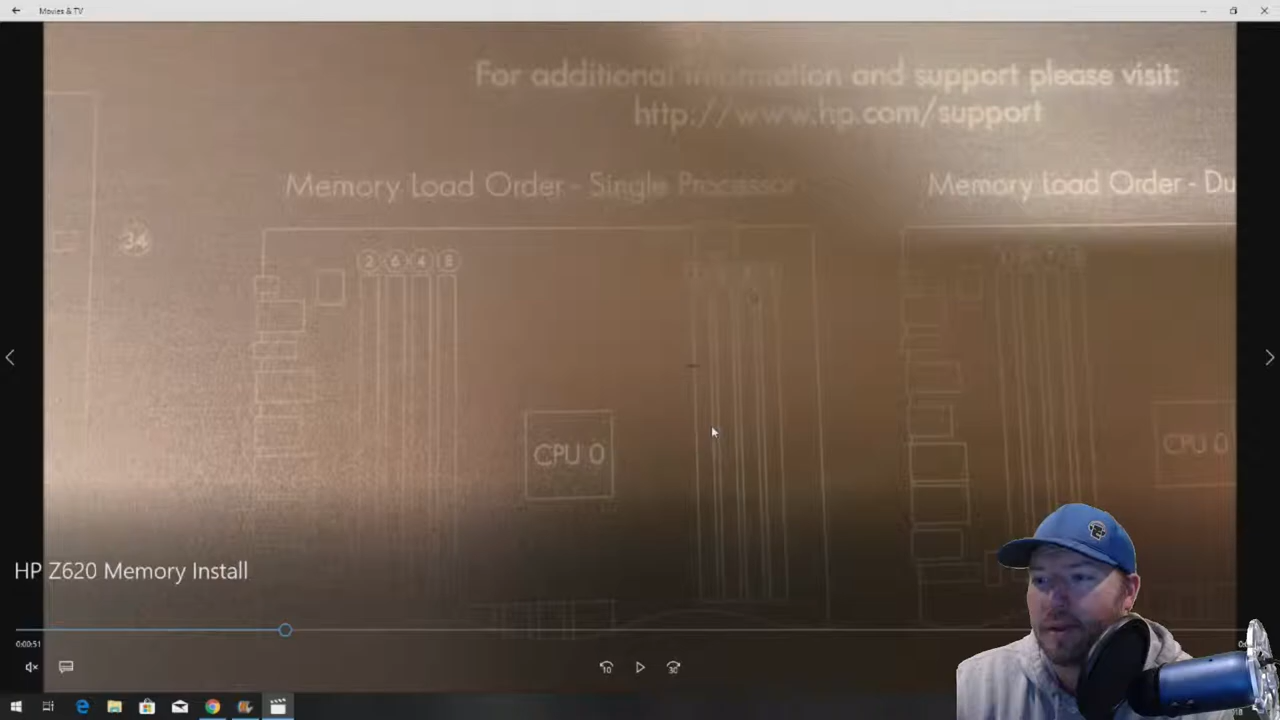 Movies & TV
For additional information and support please visit:
http://www.hp.com/support
Memory Load Order - Single Processor
Memory Load Order - Du
34
2 6 4 8
CPU 0
CPU 0
HP Z620 Memory Install
0:00:51
10
30